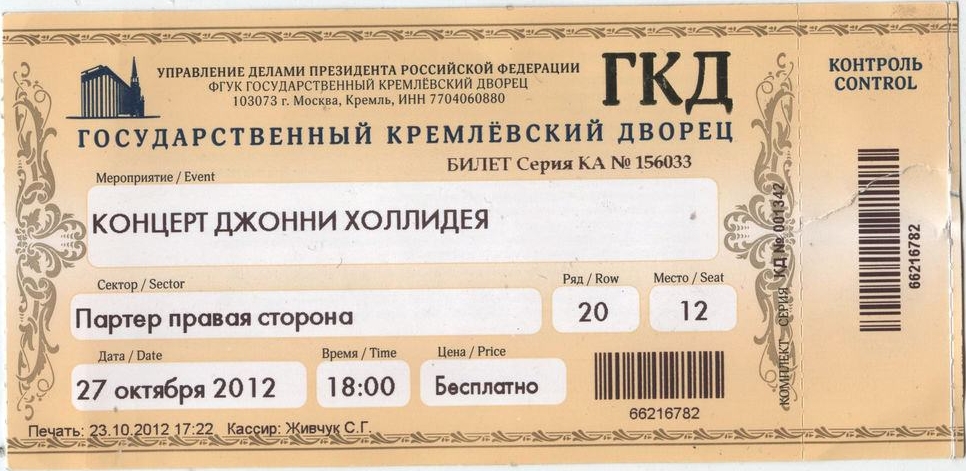 УПРАВЛЕНИЕ ДЕЛАМИ ПРЕЗИДЕНТА РОССИЙСКОЙ ФЕДЕРАЦИИ
ФГУК ГОСУДАРСТВЕННЫЙ КРЕМЛЁВСКИЙ ДВОРЕЦ
103073 г. Москва, Кремль, ИНН 7704060880
ГКД
ГОСУДАРСТВЕННЫЙ КРЕМЛЁВСКИЙ ДВОРЕЦ
БИЛЕТ Серия КА № 156033
Мероприятие / Event
КОНЦЕРТ ДЖОННИ ХОЛЛИДЕЯ
Сектор / Sector
Ряд / Row
Место / Seat
Партер правая сторона
20
12
Дата / Date
Время / Time
Цена / Price
27 октября 2012
18:00
Бесплатно
66216782
Печать: 23.10.2012 17:22 Кассир: Живчук С.Г.
КОМПЛЕКТ СЕРИЯ КД № 001342
КОНТРОЛЬ
CONTROL
66216782